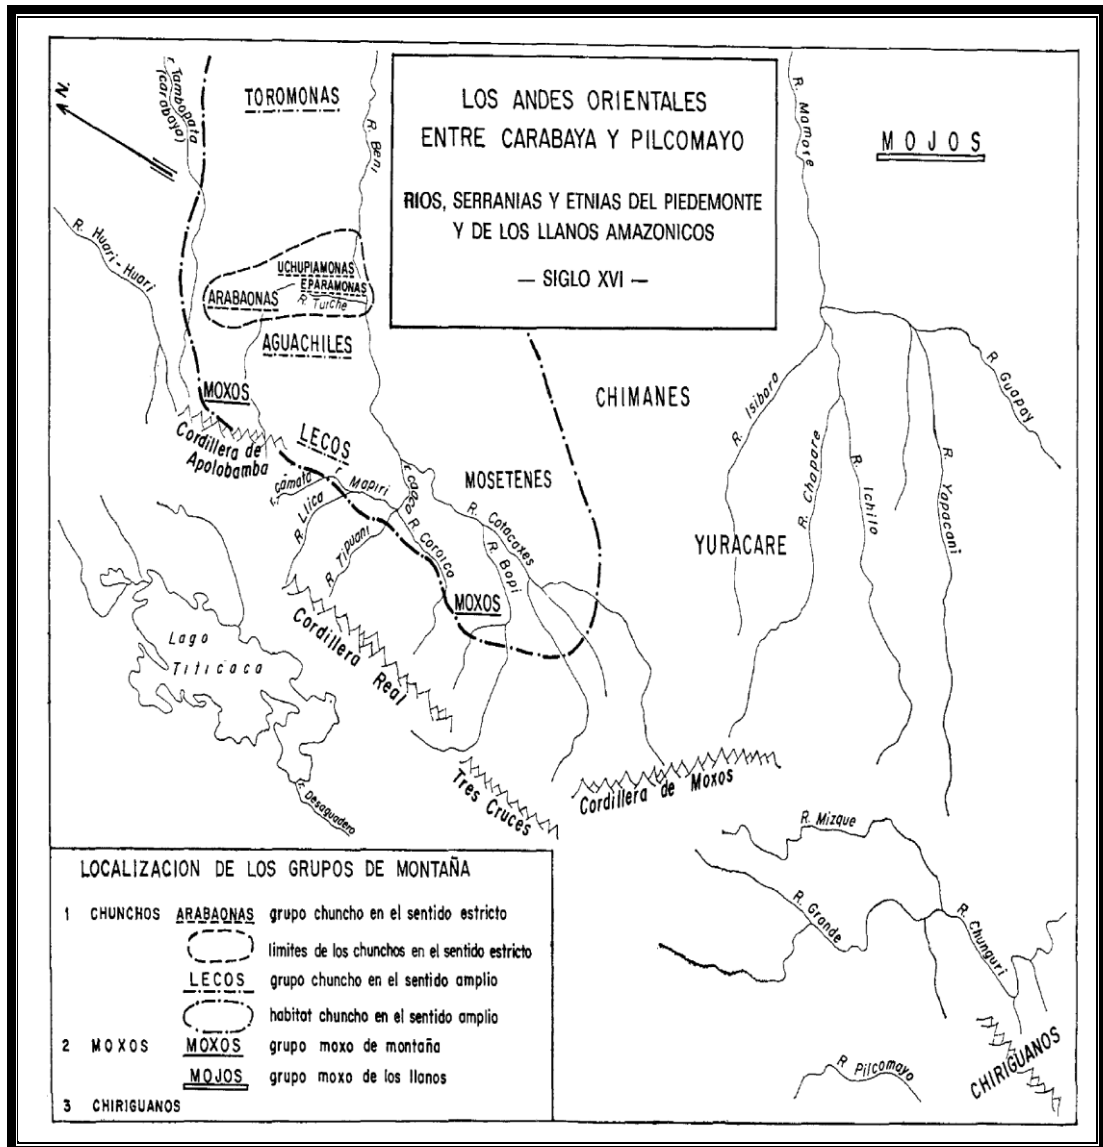 LOS ANDES ORIENTALES
ENTRE CARABAYA Y PILCOMAYO
RIOS, SERRANIAS Y ETNIAS DEL PIEDEMONTE
Y DE LOS LLANOS AMAZONICOS
— SIGLO XVI —
N.
r. Tambopata
(carabaya)
TOROMONAS
R. Beni
R. Mamore
MOJOS
R. Huari-Huari
UCHUPIAMONAS
EPARAMONAS
ARABAONAS
R. Tuiche
AGUACHILES
MOXOS
CHIMANES
R. Isiboro
R. Guapay
Cordillera de
Apolobamba
LECOS
r. Camata
r. Mapiri
r. caqco
MOSETENES
R. Chapare
R. Ichilo
R. Yapacani
R. Llica
R. Tipuani
R. Coroico
R. Cotacaxes
R. Bopi
YURACARE
MOXOS
Lago
Titicaca
Cordillera Real
r. Desaguadero
Tres Cruces
Cordillera de Moxos
R. Mizque
R. Grande
R. Chunguri
R. Pilcomayo
CHIRIGUANOS
LOCALIZACION DE LOS GRUPOS DE MONTAÑA
1 CHUNCHOS ARABAONAS grupo chuncho en el sentido estricto
limites de los chunchos en el sentido estricto
LECOS grupo chuncho en el sentido amplio
habitat chuncho en el sentido amplio
2 MOXOS MOXOS grupo moxo de montaña
MOJOS grupo moxo de los llanos
3 CHIRIGUANOS